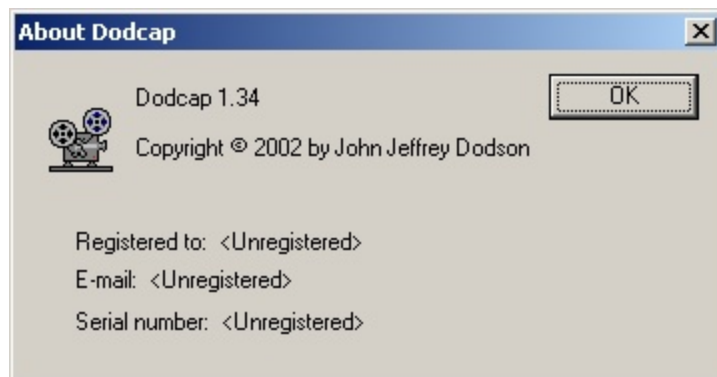 About Dodcap
Dodcap 1.34
OK
Copyright © 2002 by John Jeffrey Dodson
Registered to: <Unregistered>
E-mail: <Unregistered>
Serial number: <Unregistered>